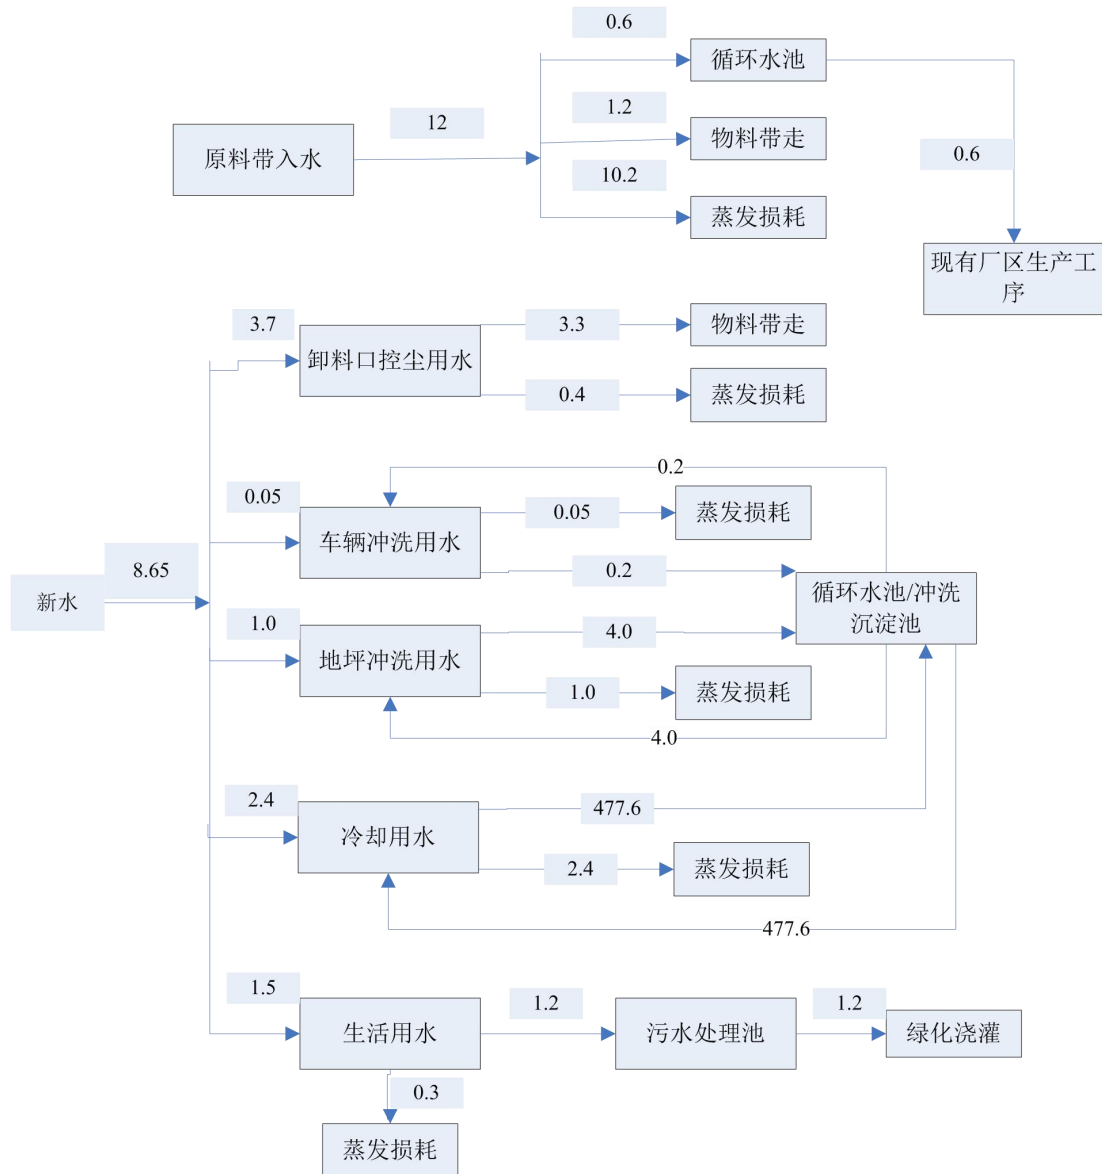 0.6
循环水池
12
1.2
原料带入水
物料带走
0.6
10.2
蒸发损耗
现有厂区生产工
序
3.7
3.3
物料带走
卸料口控尘用水
0.4
蒸发损耗
0.2
0.05
0.05
蒸发损耗
车辆冲洗用水
8.65
0.2
新水
循环水池/冲洗
沉淀池
1.0
4.0
地坪冲洗用水
1.0
蒸发损耗
4.0
2.4
477.6
冷却用水
2.4
蒸发损耗
477.6
1.5
1.2
1.2
生活用水
污水处理池
绿化浇灌
0.3
蒸发损耗